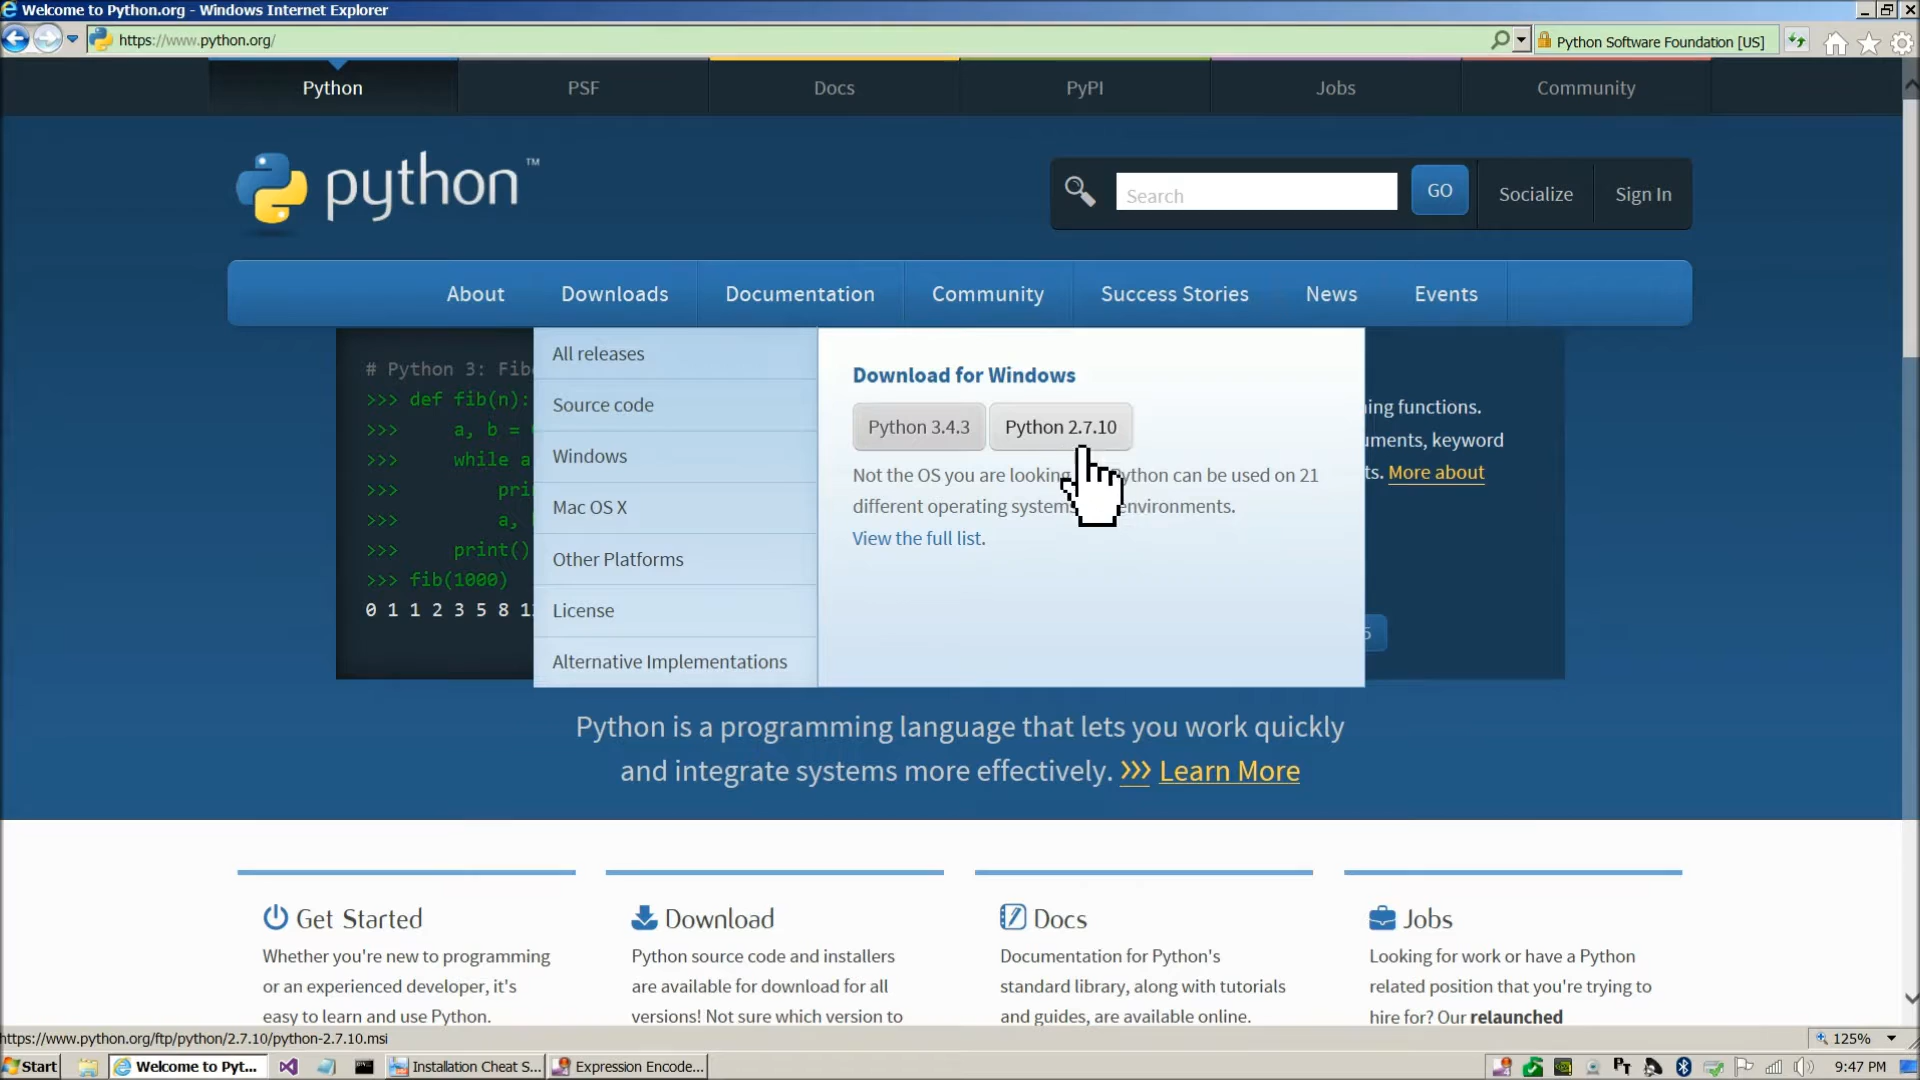 Welcome to Python.org - Windows Internet Explorer
https://www.python.org/
Python Software Foundation [US]
Python
PSF
Docs
PyPI
Jobs
Community
python™
Search
GO
Socialize
Sign In
About
Downloads
Documentation
Community
Success Stories
News
Events
# Python 3: Fib
>>> def fib(n):
>>> a, b =
>>> while a
>>> pri
>>> a,
>>> print()
>>> fib(1000)
0 1 1 2 3 5 8 1
All releases
Source code
Windows
Mac OS X
Other Platforms
License
Alternative Implementations
Download for Windows
Python 3.4.3
Python 2.7.10
Not the OS you are looking ython can be used on 21
different operating systems environments.
View the full list.
ing functions.
uments, keyword
ts. More about
5
Python is a programming language that lets you work quickly
and integrate systems more effectively. >>> Learn More
Get Started
Whether you're new to programming
or an experienced developer, it's
easy to learn and use Python.
Download
Python source code and installers
are available for download for all
versions! Not sure which version to
Docs
Documentation for Python's
standard library, along with tutorials
and guides, are available online.
Jobs
Looking for work or have a Python
related position that you're trying to
hire for? Our relaunched
https://www.python.org/ftp/python/2.7.10/python-2.7.10.msi
125%
Start
Welcome to Pyt...
Installation Cheat S...
Expression Encode...
9:47 PM